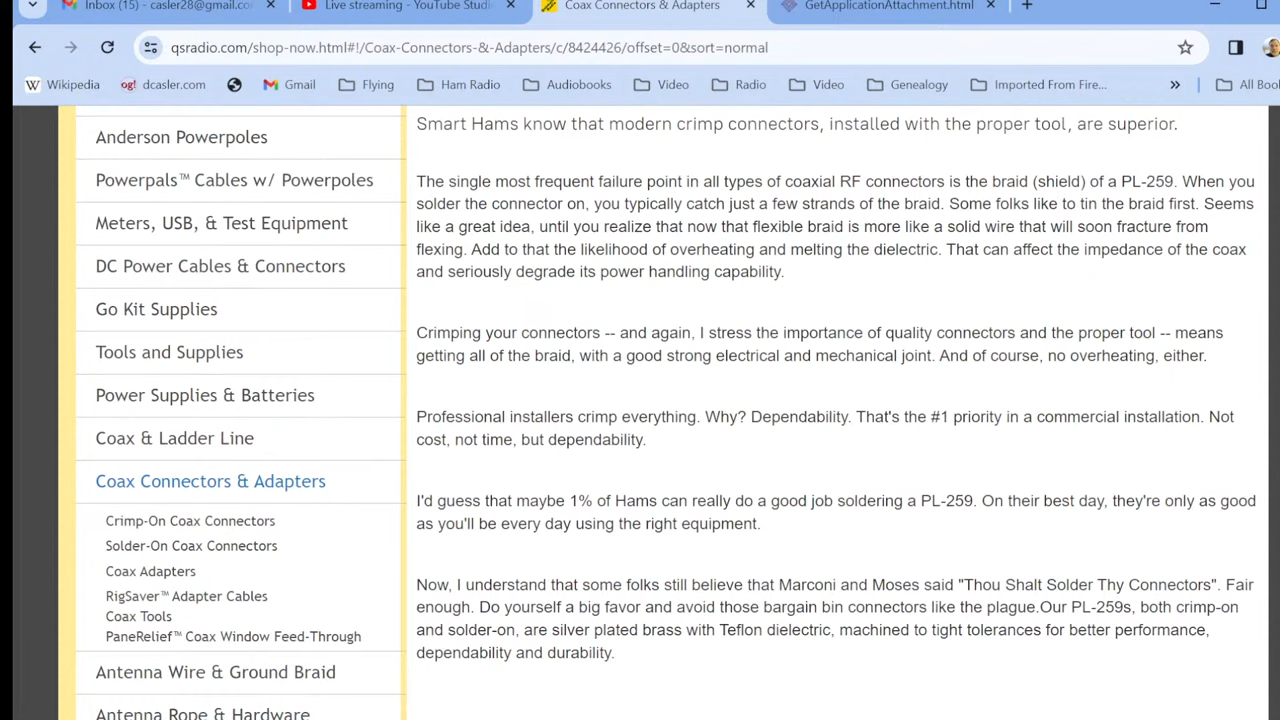 Inbox (15) - casler28@gmail.co
Live streaming - YouTube Studi
Coax Connectors & Adapters
GetApplicationAttachment.html
qsradio.com/shop-now.html#!/Coax-Connectors-&-Adapters/c/8424426/offset=0&sort=normal
W Wikipedia
og! dcasler.com
Gmail
Flying
Ham Radio
Audiobooks
Video
Radio
Video
Genealogy
Imported From Fire...
»
All Bool
Anderson Powerpoles
Powerpals™ Cables w/ Powerpoles
Meters, USB, & Test Equipment
DC Power Cables & Connectors
Go Kit Supplies
Tools and Supplies
Power Supplies & Batteries
Coax & Ladder Line
Coax Connectors & Adapters
Crimp-On Coax Connectors
Solder-On Coax Connectors
Coax Adapters
RigSaver™ Adapter Cables
Coax Tools
PaneRelief™ Coax Window Feed-Through
Antenna Wire & Ground Braid
Antenna Rope & Hardware
Smart Hams know that modern crimp connectors, installed with the proper tool, are superior.
The single most frequent failure point in all types of coaxial RF connectors is the braid (shield) of a PL-259. When you
solder the connector on, you typically catch just a few strands of the braid. Some folks like to tin the braid first. Seems
like a great idea, until you realize that now that flexible braid is more like a solid wire that will soon fracture from
flexing. Add to that the likelihood of overheating and melting the dielectric. That can affect the impedance of the coax
and seriously degrade its power handling capability.
Crimping your connectors -- and again, I stress the importance of quality connectors and the proper tool -- means
getting all of the braid, with a good strong electrical and mechanical joint. And of course, no overheating, either.
Professional installers crimp everything. Why? Dependability. That's the #1 priority in a commercial installation. Not
cost, not time, but dependability.
I'd guess that maybe 1% of Hams can really do a good job soldering a PL-259. On their best day, they're only as good
as you'll be every day using the right equipment.
Now, I understand that some folks still believe that Marconi and Moses said "Thou Shalt Solder Thy Connectors". Fair
enough. Do yourself a big favor and avoid those bargain bin connectors like the plague.Our PL-259s, both crimp-on
and solder-on, are silver plated brass with Teflon dielectric, machined to tight tolerances for better performance,
dependability and durability.